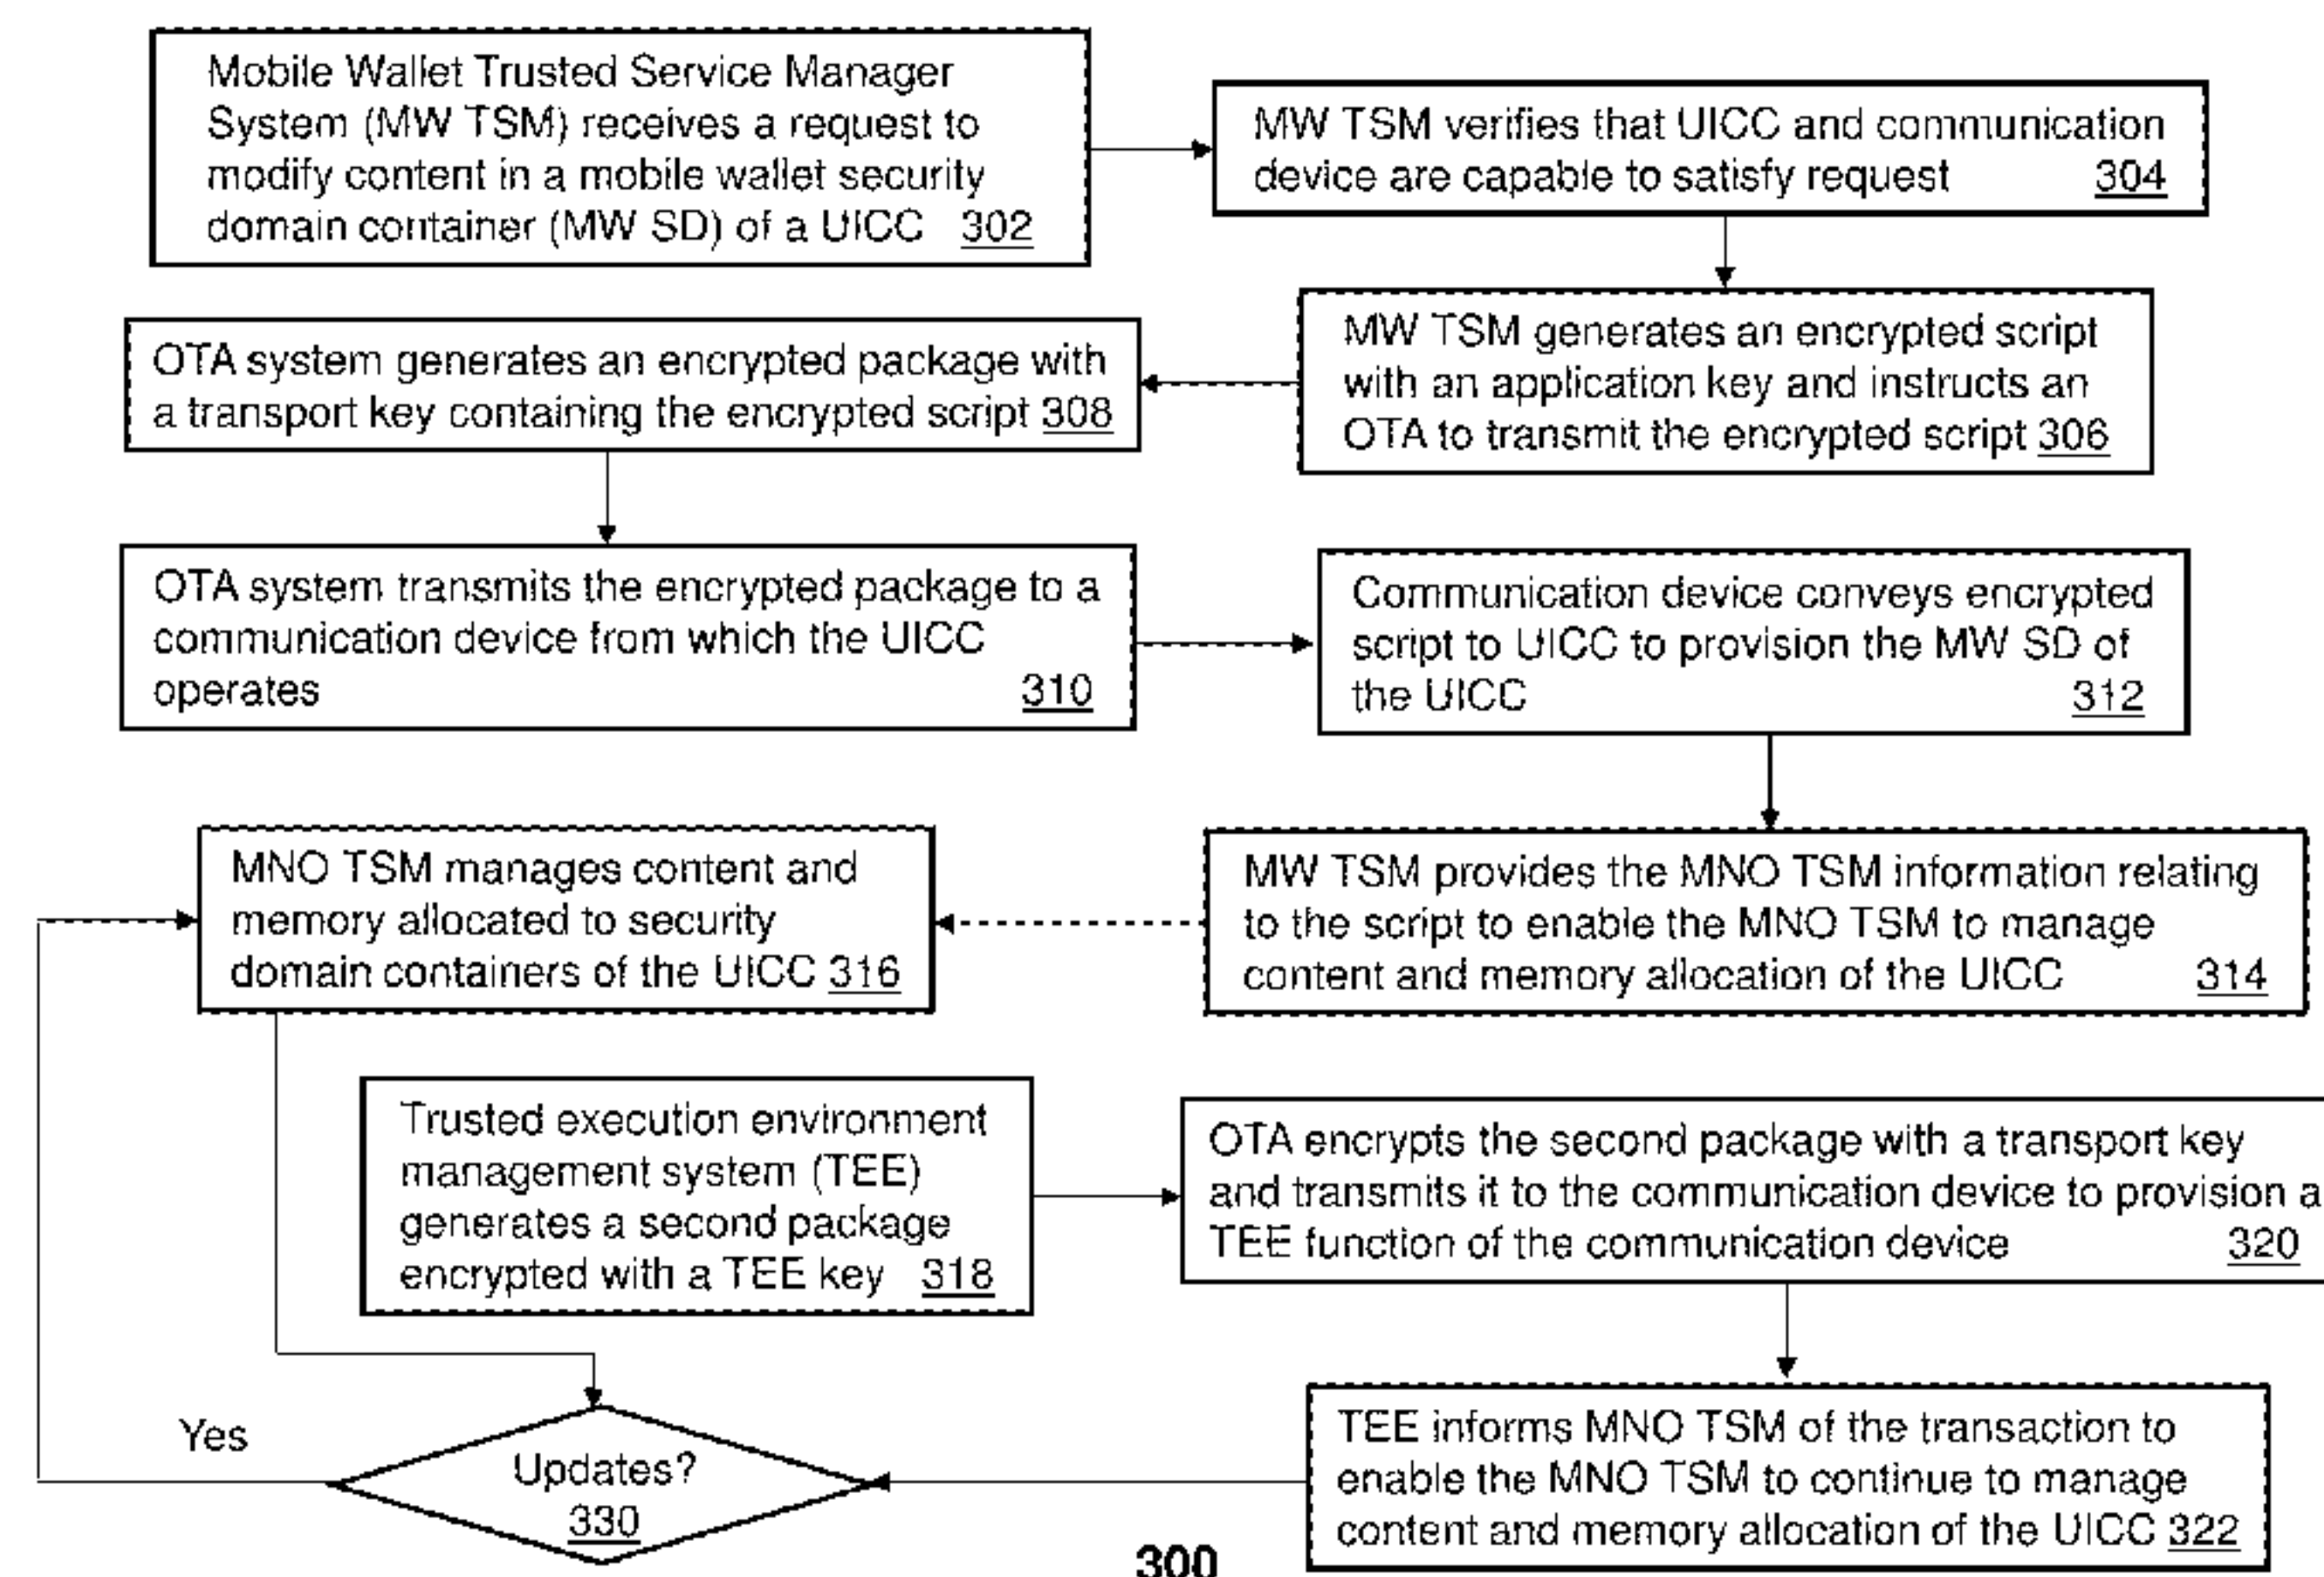 Mobile Wallet Trusted Service Manager
System (MW TSM) receives a request to
modify content in a mobile wallet security
domain container (MW SD) of a UICC 302
MW TSM verifies that UICC and communication
device are capable to satisfy request 304
MW TSM generates an encrypted script
with an application key and instructs an
OTA to transmit the encrypted script 306
OTA system generates an encrypted package with
a transport key containing the encrypted script 308
OTA system transmits the encrypted package to a
communication device from which the UICC
operates 310
Communication device conveys encrypted
script to UICC to provision the MW SD of
the UICC 312
MW TSM provides the MNO TSM information relating
to the script to enable the MNO TSM to manage
content and memory allocation of the UICC 314
MNO TSM manages content and
memory allocated to security
domain containers of the UICC 316
Trusted execution environment
management system (TEE)
generates a second package
encrypted with a TEE key 318
OTA encrypts the second package with a transport key
and transmits it to the communication device to provision a
TEE function of the communication device 320
TEE informs MNO TSM of the transaction to
enable the MNO TSM to continue to manage
content and memory allocation of the UICC 322
Yes
Updates?
330
300